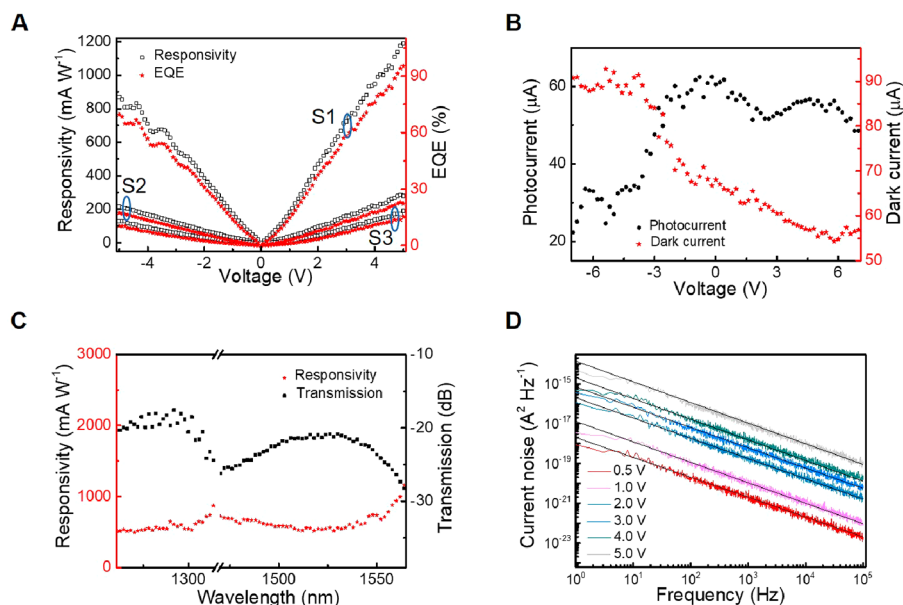 A
Responsivity (mW W⁻¹)
1200
1000
800
600
400
200
0
Responsivity
EQE
S1
S2
S3
90
60
30
0
EQE (%)
-5 -4 -2 0 2 4
Voltage (V)
B
Photocurrent (μA)
60
50
40
30
20
Photocurrent
Dark current
90
80
70
60
50
Dark current (μA)
-6 -3 0 3 6
Voltage (V)
C
Responsivity (mA W⁻¹)
3000
2000
1000
0
Responsivity
Transmission
-10
-20
-30
Transmission (dB)
1300 1500 1550
Wavelength (nm)
D
Current noise (A² Hz⁻¹)
10⁻¹⁵
10⁻¹⁷
10⁻¹⁹
10⁻²¹
10⁻²³
0.5 V
1.0 V
2.0 V
3.0 V
4.0 V
5.0 V
10⁰ 10¹ 10² 10³ 10⁴ 10⁵
Frequency (Hz)